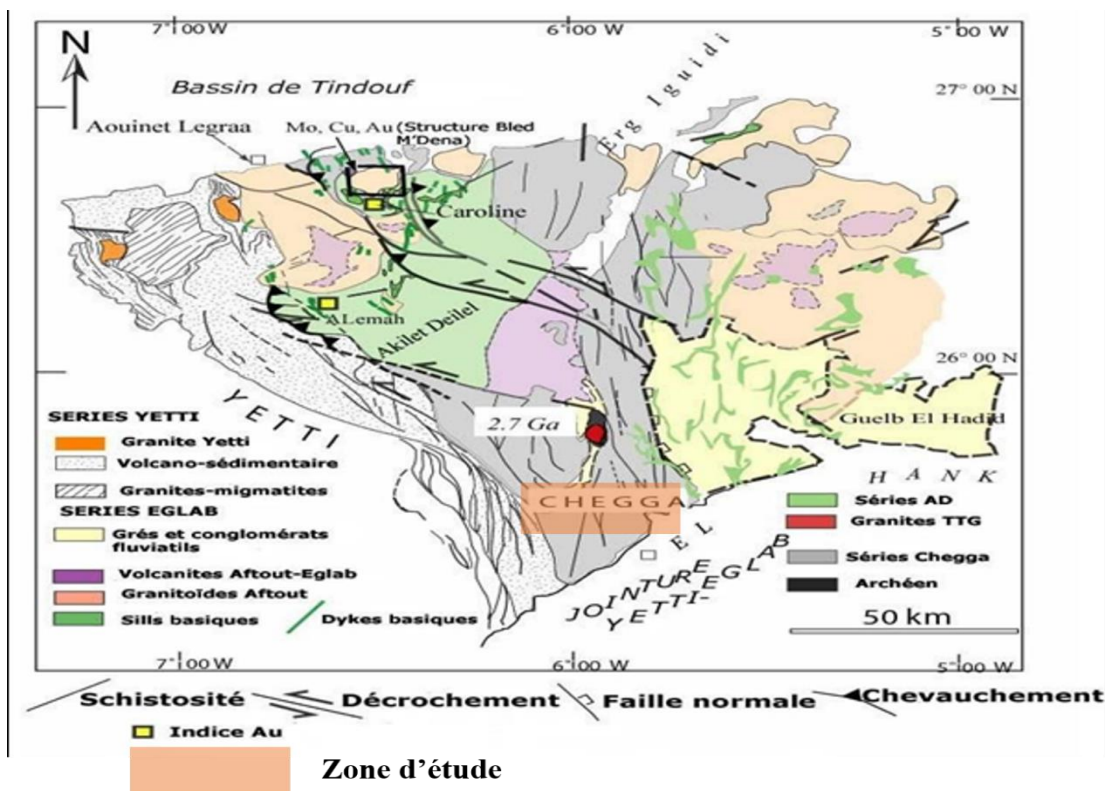 7°00 W 6°00 W 5°00 W
N
Bassin de Tindouf
Erg Iguidi
27° 00 N
Aouinet Legraa
Mo, Cu, Au (Structure Bled M'Dena)
Caroline
Lemah
Akilet Deilel
26° 00 N
YETTI
2.7 Ga
Guelb El Hadid
HANK
CHEGGA
EL
JOINTURE
YETTI-EGLAB
SERIES YETTI
Granite Yetti
Volcano-sédimentaire
Granites-migmatites
SERIES EGLAB
Grés et conglomérats
fluviatils
Volcanites Aftout-Eglab
Granitoïdes Aftout
Sills basiques Dykes basiques
Séries AD
Granites TTG
Séries Chegga
Archéen
50 km
7°00 W 6°00 W 5°00 W
Schistosité Décrochement Faille normale Chevauchement
Indice Au
Zone d'étude